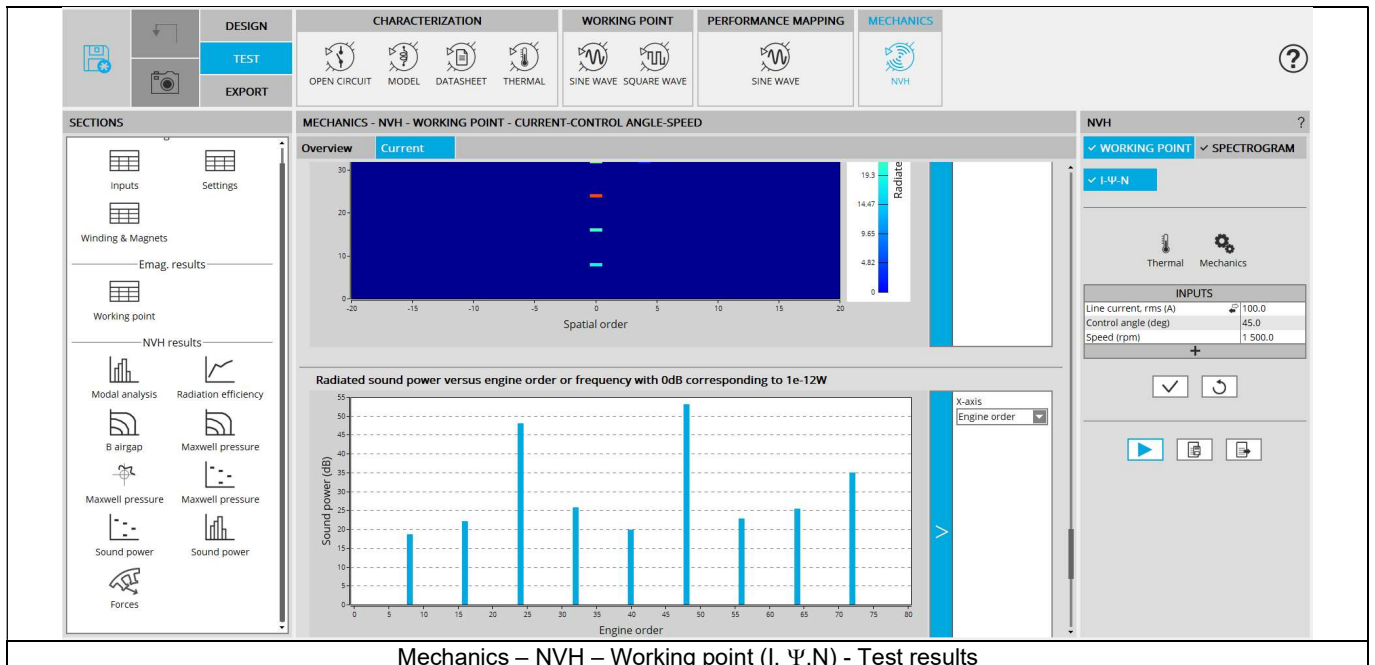 DESIGN
TEST
EXPORT
CHARACTERIZATION
OPEN CIRCUIT
MODEL
DATASHEET
THERMAL
WORKING POINT
SINE WAVE
SQUARE WAVE
PERFORMANCE MAPPING
SINE WAVE
MECHANICS
NVH
?
SECTIONS
Inputs
Settings
Winding & Magnets
Emag. results
Working point
NVH results
Modal analysis
Radiation efficiency
B airgap
Maxwell pressure
Maxwell pressure
Maxwell pressure
Sound power
Sound power
Forces
MECHANICS - NVH - WORKING POINT - CURRENT-CONTROL ANGLE-SPEED
Overview
Current
30
20
10
0
-20 -15 -10 -5 0 5 10 15 20
Spatial order
19.3
14.47
9.65
4.82
0
Radiate
Radiated sound power versus engine order or frequency with 0dB corresponding to 1e-12W
Sound power (dB)
55
50
45
40
35
30
25
20
15
10
5
0
0 5 10 15 20 25 30 35 40 45 50 55 60 65 70 75 80
Engine order
>
X-axis
Engine order
NVH ?
WORKING POINT
SPECTROGRAM
I-Ψ-N
Thermal
Mechanics
INPUTS
Line current, rms (A) 100.0
Control angle (deg) 45.0
Speed (rpm) 1 500.0
+
Mechanics – NVH – Working point (I, Ψ,N) - Test results